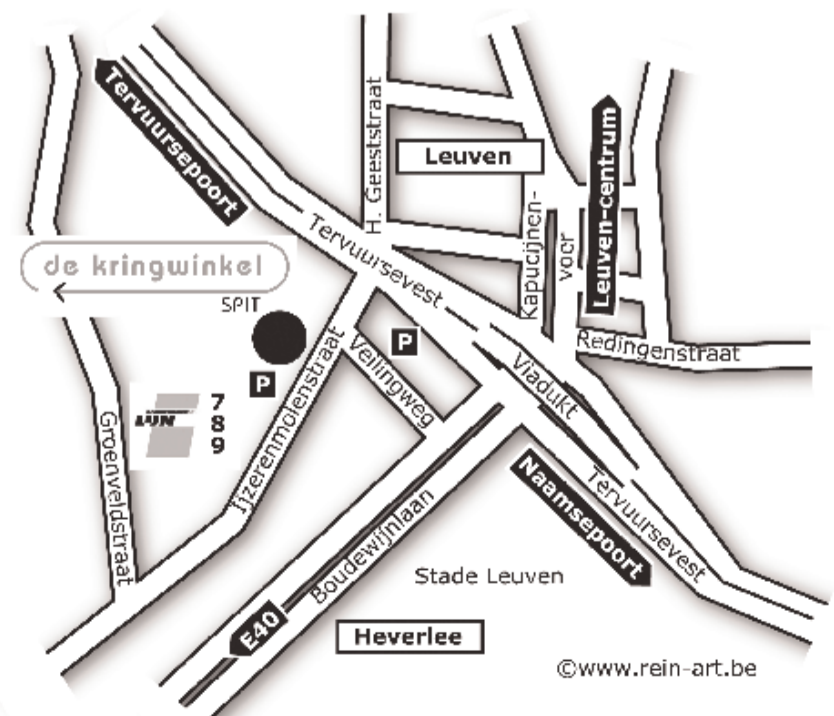 Tervuursepoort
H. Geeststraat
Leuven
Leuven-centrum
Kapucijnen-
voer
Tervuursevest
de kringwinkel
SPIT
P
P
Redingenstraat
Viadukt
Veilingweg
LIJN
7
8
9
Groenveldstraat
Ijzerenmolenstraat
Naamsepoort
Tervuursevest
Boudewijnlaan
Stade Leuven
E40
Heverlee
©www.rein-art.be